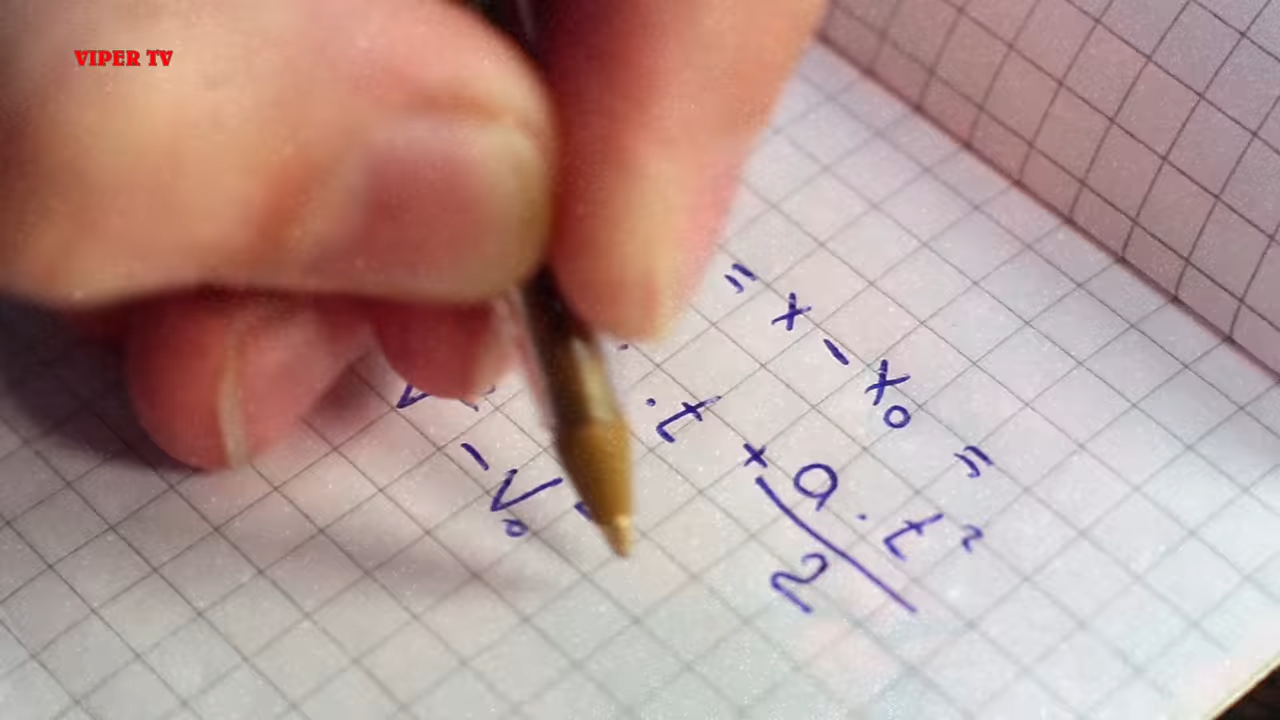 VIPER TV
= x - x₀ =
. t + a . t²
2
- V₀